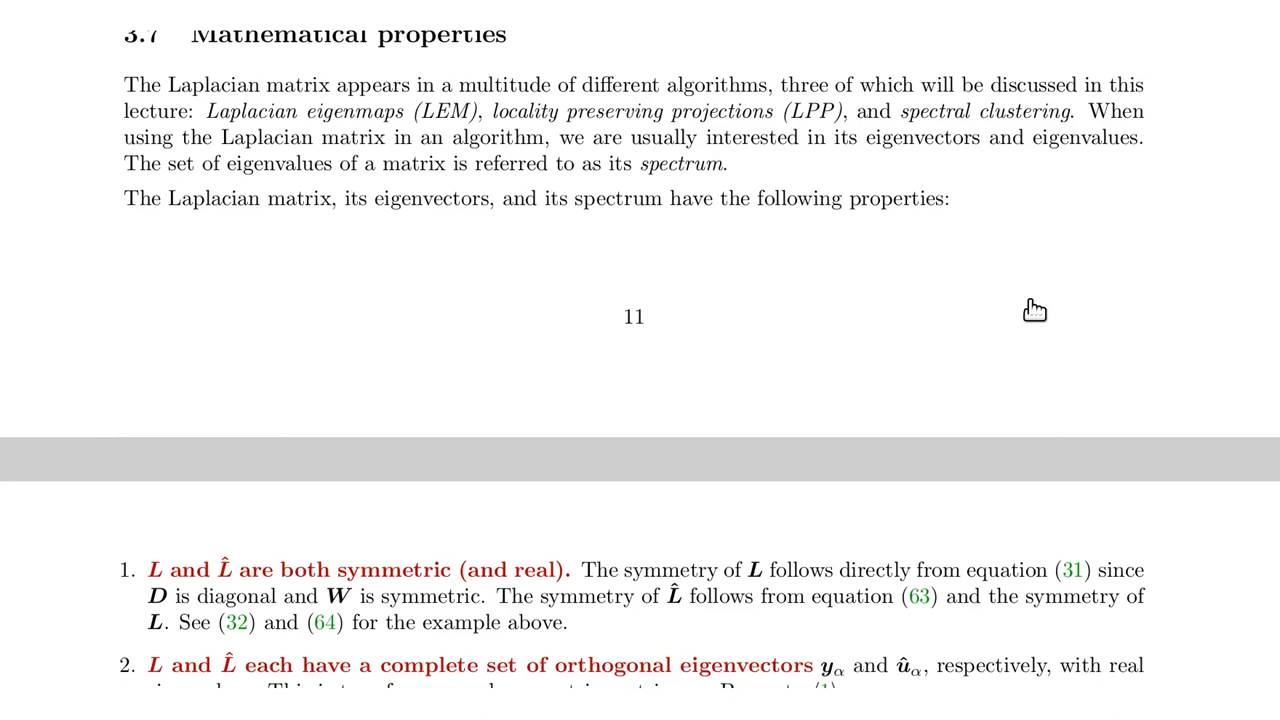 3.7 Mathematical properties
The Laplacian matrix appears in a multitude of different algorithms, three of which will be discussed in this
lecture: Laplacian eigenmaps (LEM), locality preserving projections (LPP), and spectral clustering. When
using the Laplacian matrix in an algorithm, we are usually interested in its eigenvectors and eigenvalues.
The set of eigenvalues of a matrix is referred to as its spectrum.
The Laplacian matrix, its eigenvectors, and its spectrum have the following properties:
11
1. L and L̂ are both symmetric (and real). The symmetry of L follows directly from equation (31) since
D is diagonal and W is symmetric. The symmetry of L̂ follows from equation (63) and the symmetry of
L. See (32) and (64) for the example above.
2. L and L̂ each have a complete set of orthogonal eigenvectors yα and ûα, respectively, with real